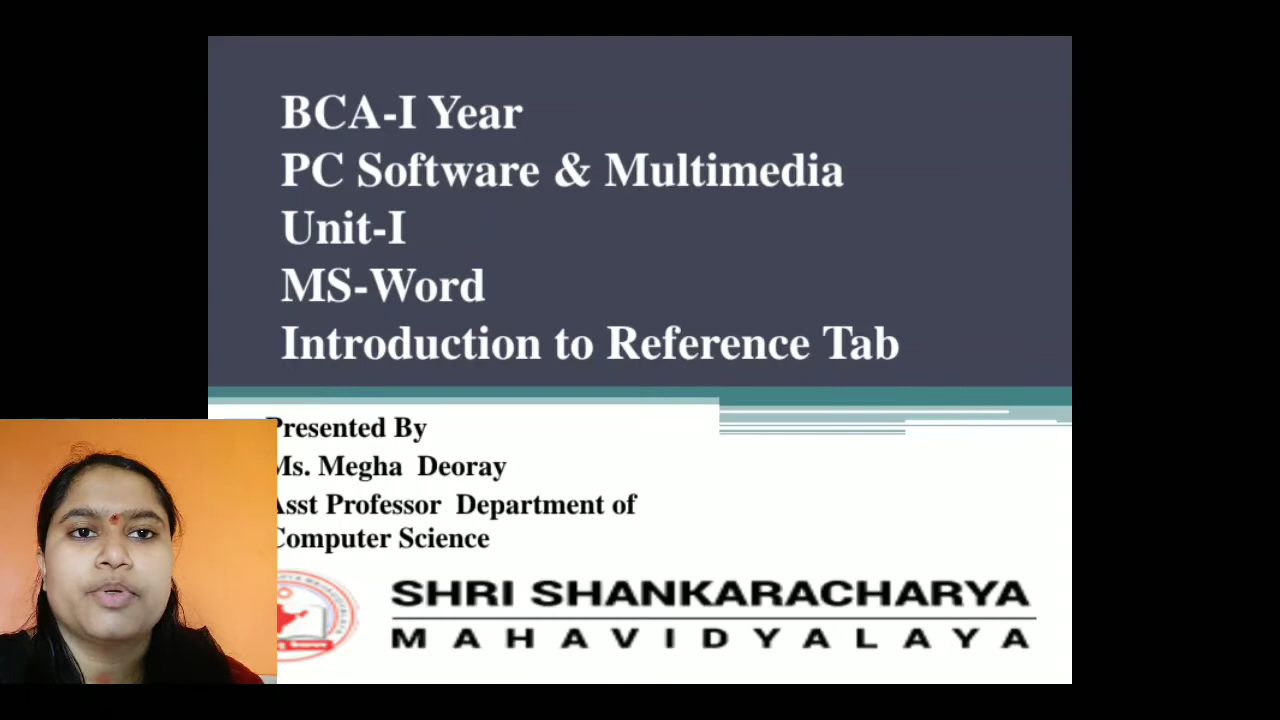 BCA-I Year
PC Software & Multimedia
Unit-I
MS-Word
Introduction to Reference Tab
Presented By
Ms. Megha Deoray
Asst Professor Department of
Computer Science
SHRI SHANKARACHARYA
MAHAVIDYALAYA